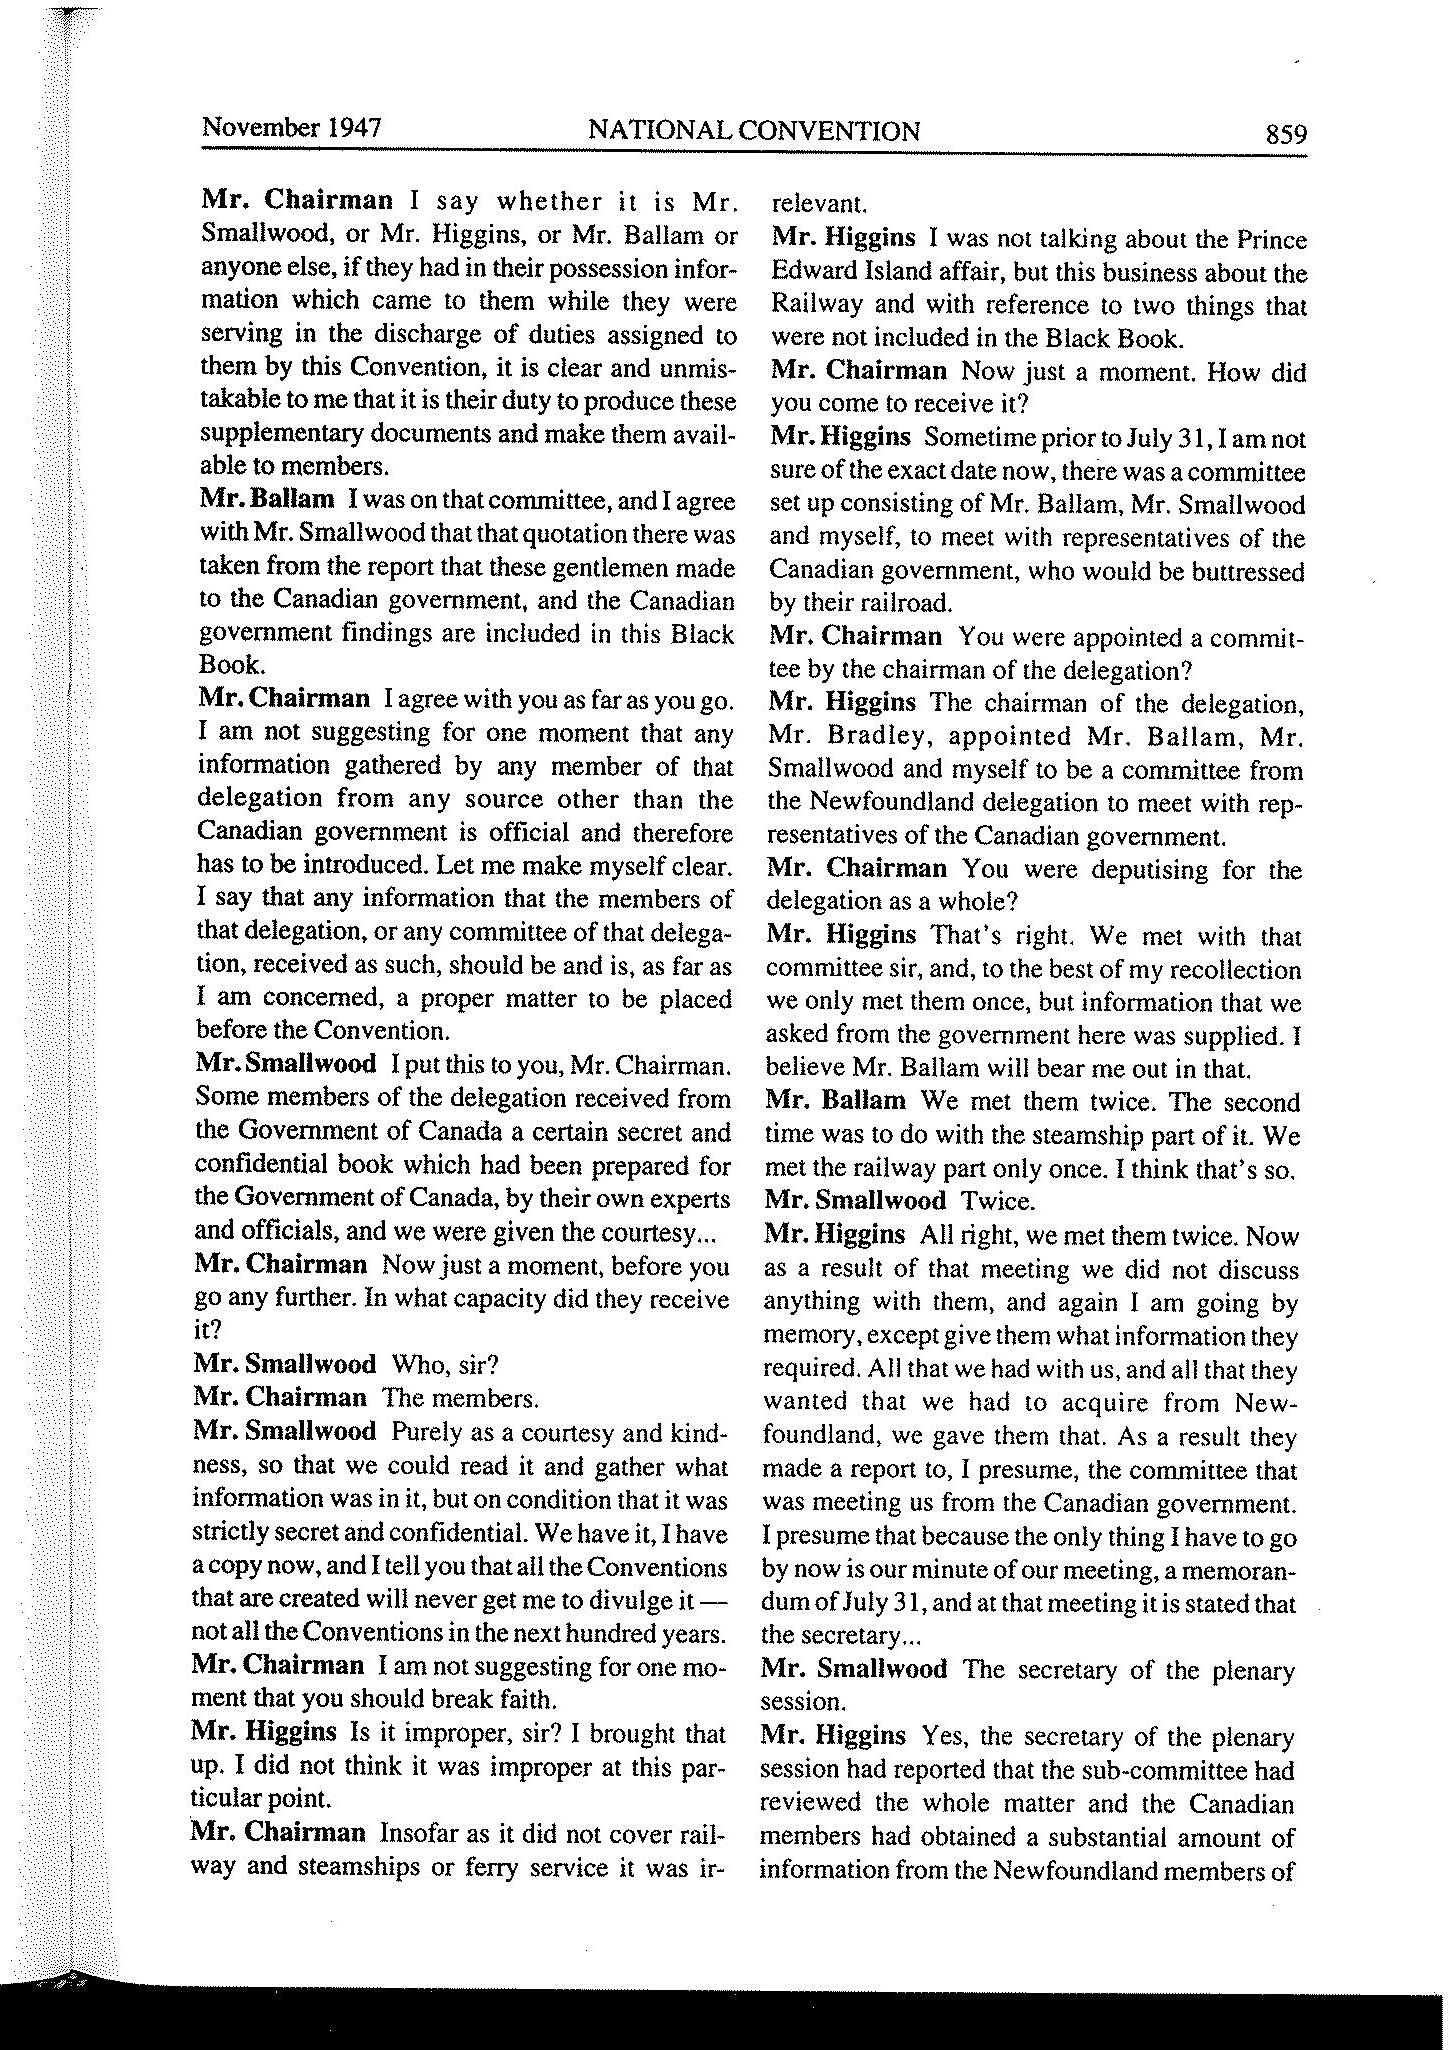 November 1947 NATIONAL CONVENTION 859
Mr. Chairman I say whether it is Mr.
Smallwood, or Mr. Higgins, or Mr. Ballam or
anyone else, if they had in their possession infor-
mation which came to them while they were
serving in the discharge of duties assigned to
them by this Convention, it is clear and unmis-
takable to me that it is their duty to produce these
supplementary documents and make them avail-
able to members.
Mr. Ballam I was on that committee, and I agree
with Mr. Smallwood that that quotation there was
taken from the report that these gentlemen made
to the Canadian government, and the Canadian
government findings are included in this Black
Book.
Mr. Chairman I agree with you as far as you go.
I am not suggesting for one moment that any
information gathered by any member of that
delegation from any source other than the
Canadian government is official and therefore
has to be introduced. Let me make myself clear.
I say that any information that the members of
that delegation, or any committee of that delega-
tion, received as such, should be and is, as far as
I am concerned, a proper matter to be placed
before the Convention.
Mr. Smallwood I put this to you, Mr. Chairman.
Some members of the delegation received from
the Government of Canada a certain secret and
confidential book which had been prepared for
the Government of Canada, by their own experts
and officials, and we were given the courtesy...
Mr. Chairman Now just a moment, before you
go any further. In what capacity did they receive
it?
Mr. Smallwood Who, sir?
Mr. Chairman The members.
Mr. Smallwood Purely as a courtesy and kind-
ness, so that we could read it and gather what
information was in it, but on condition that it was
strictly secret and confidential. We have it, I have
a copy now, and I tell you that all the Conventions
that are created will never get me to divulge it —
not all the Conventions in the next hundred years.
Mr. Chairman I am not suggesting for one mo-
ment that you should break faith.
Mr. Higgins Is it improper, sir? I brought that
up. I did not think it was improper at this par-
ticular point.
Mr. Chairman Insofar as it did not cover rail-
way and steamships or ferry service it was ir-
relevant.
Mr. Higgins I was not talking about the Prince
Edward Island affair, but this business about the
Railway and with reference to two things that
were not included in the Black Book.
Mr. Chairman Now just a moment. How did
you come to receive it?
Mr. Higgins Sometime prior to July 31, I am not
sure of the exact date now, there was a committee
set up consisting of Mr. Ballam, Mr. Smallwood
and myself, to meet with representatives of the
Canadian government, who would be buttressed
by their railroad.
Mr. Chairman You were appointed a commit-
tee by the chairman of the delegation?
Mr. Higgins The chairman of the delegation,
Mr. Bradley, appointed Mr. Ballam, Mr.
Smallwood and myself to be a committee from
the Newfoundland delegation to meet with rep-
resentatives of the Canadian government.
Mr. Chairman You were deputising for the
delegation as a whole?
Mr. Higgins That's right. We met with that
committee sir, and, to the best of my recollection
we only met them once, but information that we
asked from the government here was supplied. I
believe Mr. Ballam will bear me out in that.
Mr. Ballam We met them twice. The second
time was to do with the steamship part of it. We
met the railway part only once. I think that's so.
Mr. Smallwood Twice.
Mr. Higgins All right, we met them twice. Now
as a result of that meeting we did not discuss
anything with them, and again I am going by
memory, except give them what information they
required. All that we had with us, and all that they
wanted that we had to acquire from New-
foundland, we gave them that. As a result they
made a report to, I presume, the committee that
was meeting us from the Canadian government.
I presume that because the only thing I have to go
by now is our minute of our meeting, a memoran-
dum of July 31, and at that meeting it is stated that
the secretary...
Mr. Smallwood The secretary of the plenary
session.
Mr. Higgins Yes, the secretary of the plenary
session had reported that the sub-committee had
reviewed the whole matter and the Canadian
members had obtained a substantial amount of
information from the Newfoundland members of